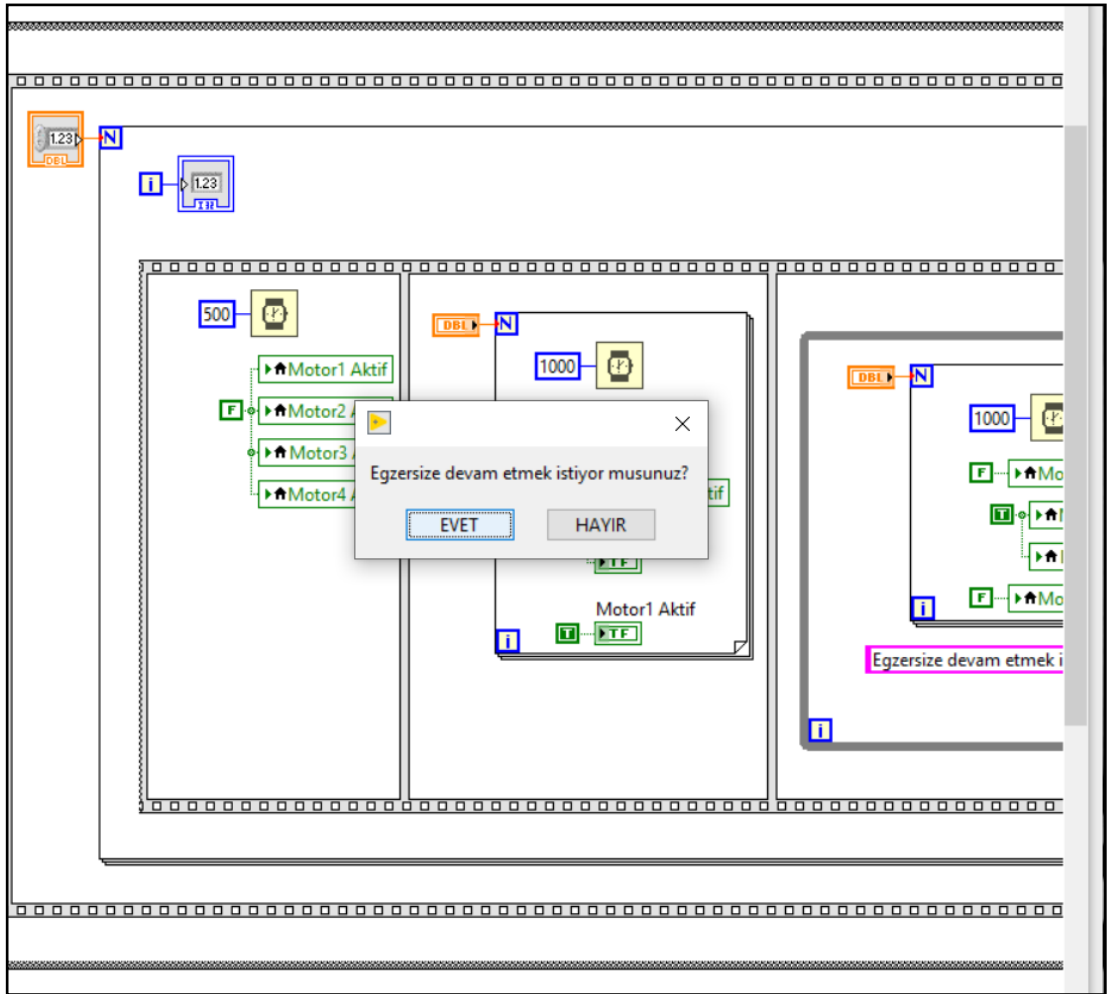 1.23
DBL
N
i
1.23
I32
500
Motor1 Aktif
F
Motor2
Motor3
Motor4
DBL
N
1000
Egzersize devam etmek istiyor musunuz?
EVET
HAYIR
tif
TF
Motor1 Aktif
T
TF
i
DBL
N
1000
F
Mo
T
F
Mo
i
Egzersize devam etmek i
i